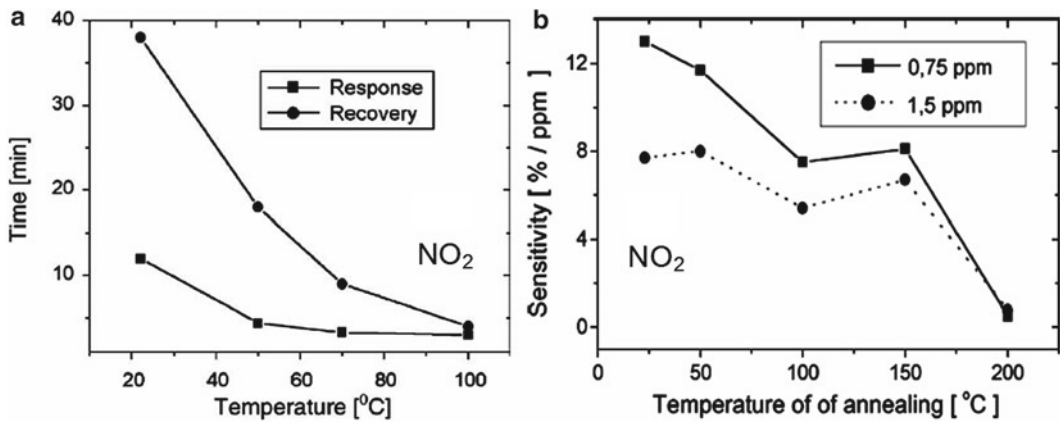 a
40
30
20
10
Time [min]
Response
Recovery
NO₂
20
40
60
80
100
Temperature [⁰C]
b
12
8
4
0
Sensitivity [ % / ppm ]
0,75 ppm
1,5 ppm
NO₂
0
50
100
150
200
Temperature of of annealing [ °C ]